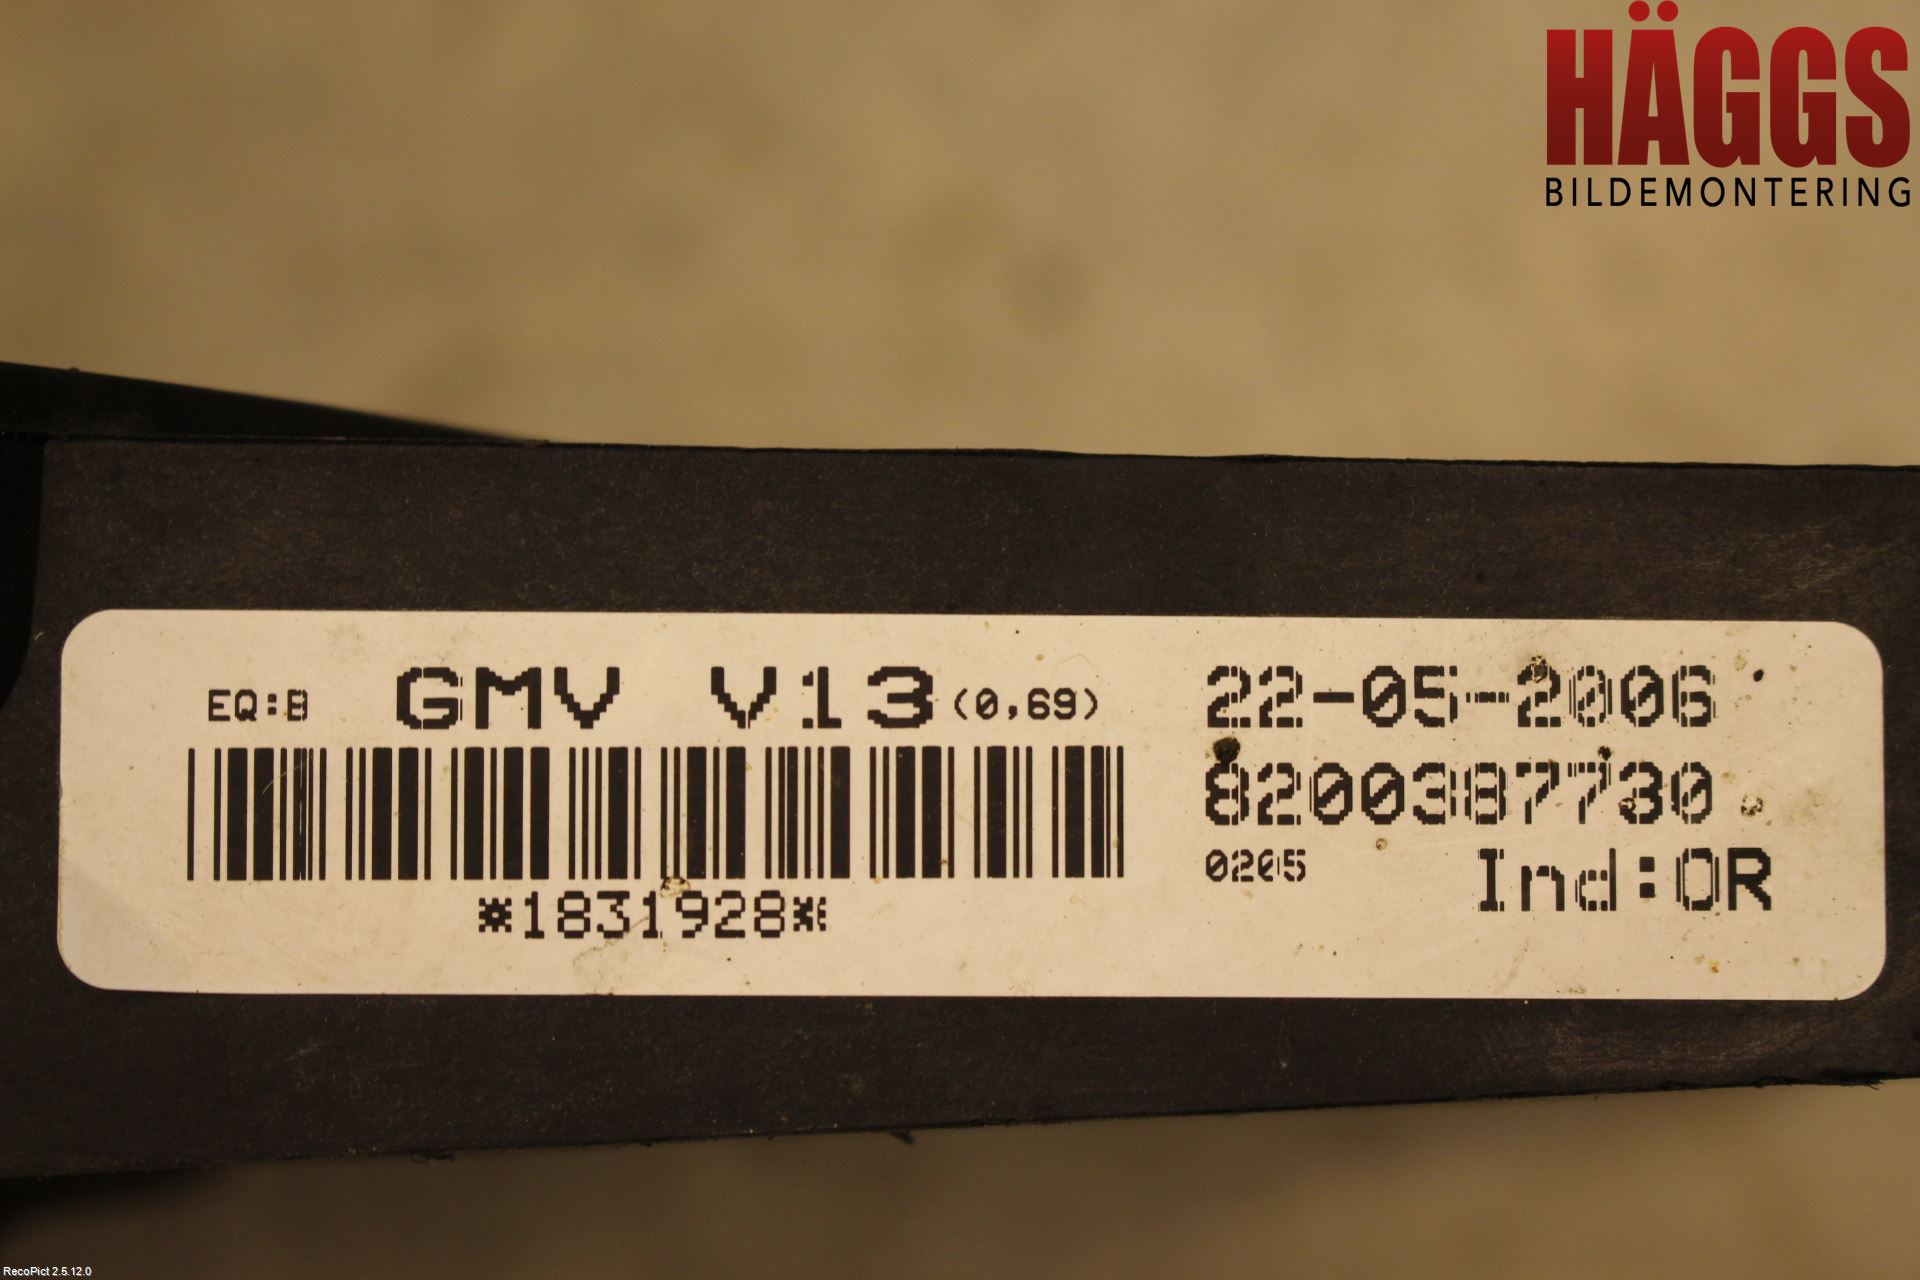 HÄGGS
BILDEMONTERING
EQ:B GMV V13 (0,69) 22-05-2006
8200387730
0205 Ind:OR
*1831928*
RecoPict 2.5.12.0